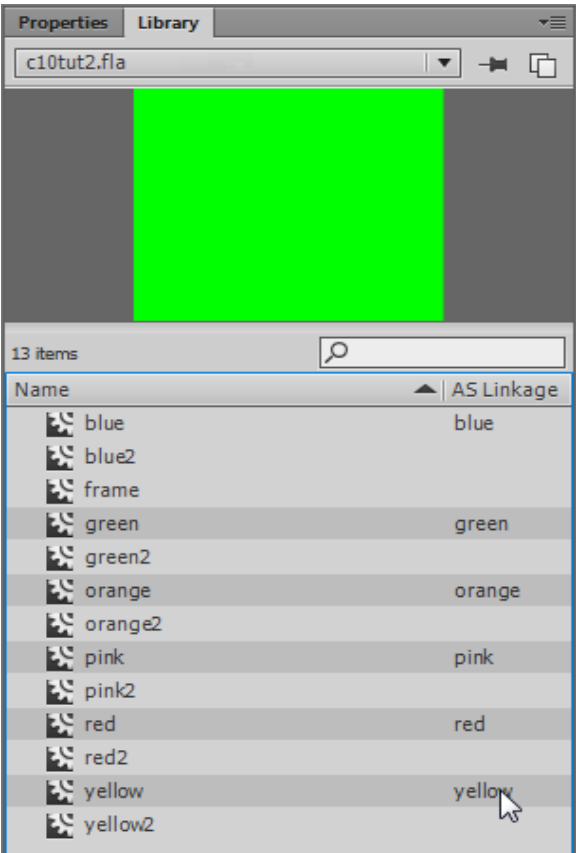 Properties Library
c10tut2.fla
13 items
Name AS Linkage
blue blue
blue2
frame
green green
green2
orange orange
orange2
pink pink
pink2
red red
red2
yellow yellow
yellow2